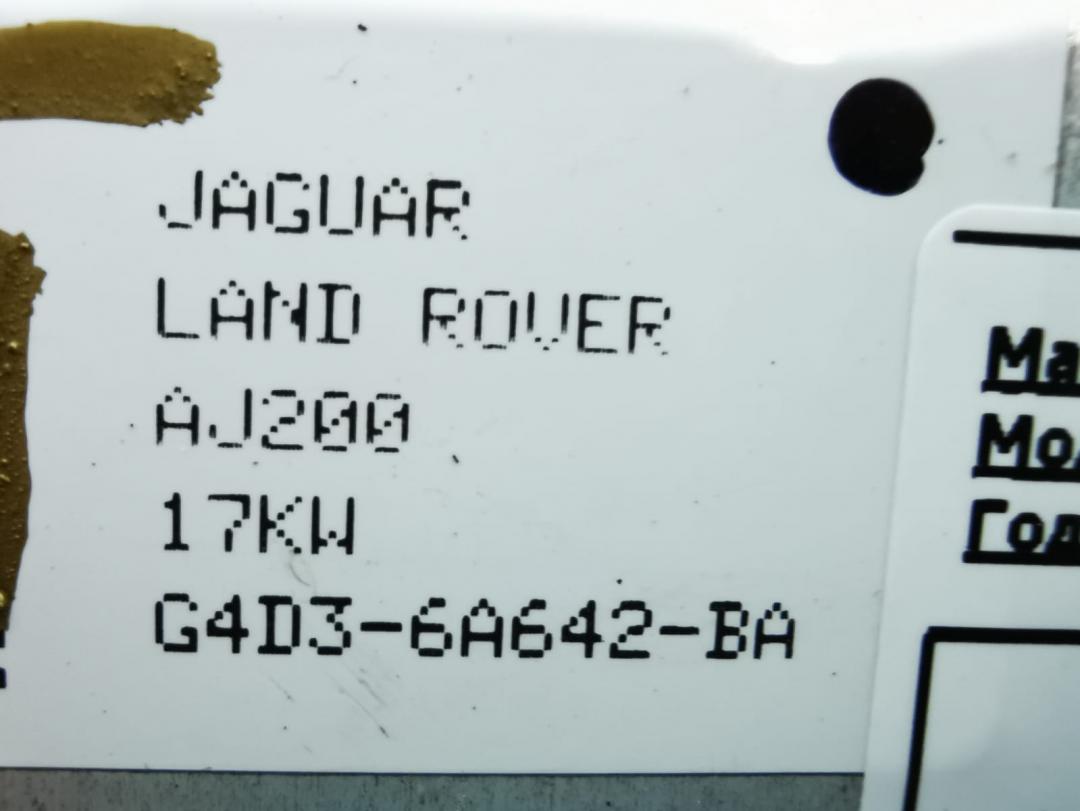 JAGUAR
LAND ROVER
AJ200
17KW
G4D3-6A642-BA